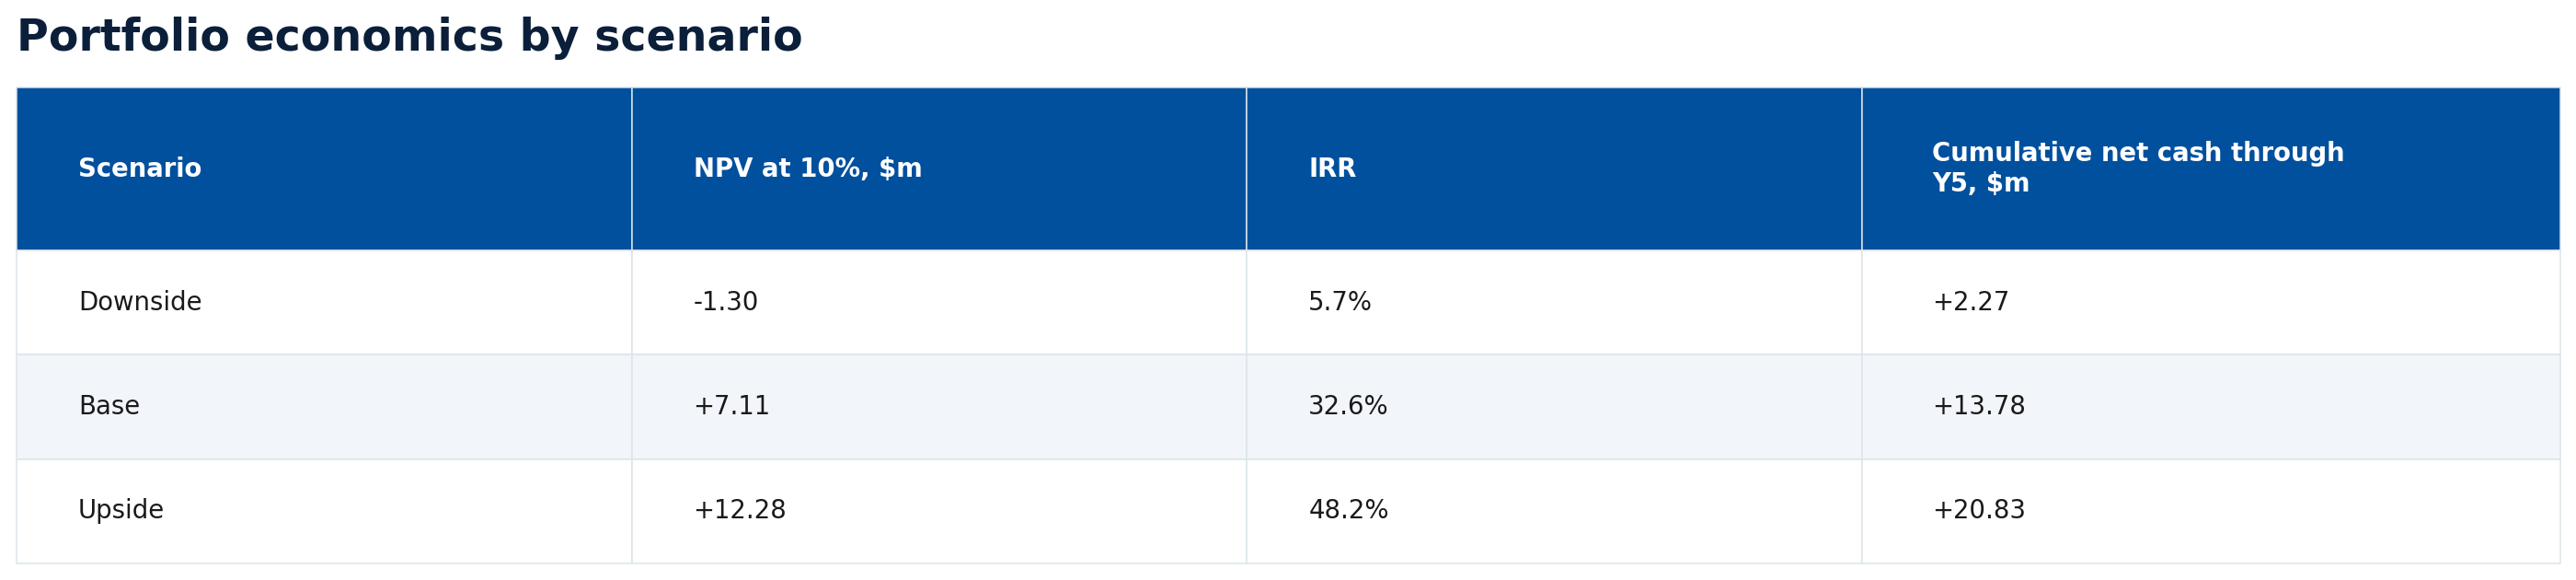 Portfolio economics by scenario
Scenario
NPV at 10%, $m
IRR
Cumulative net cash through
Y5, $m
Downside
-1.30
5.7%
+2.27
Base
+7.11
32.6%
+13.78
Upside
+12.28
48.2%
+20.83